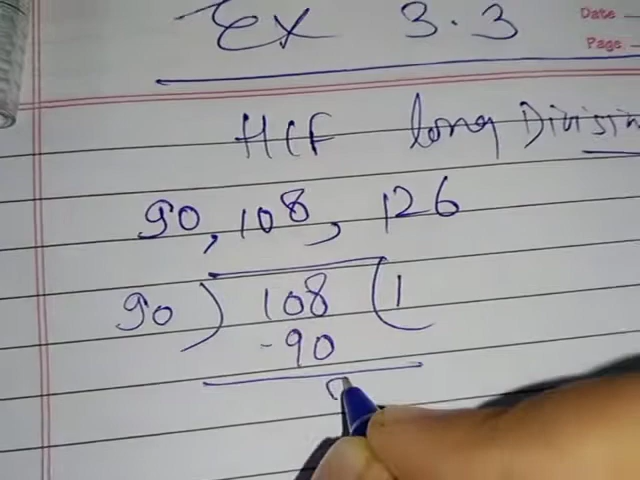 Ex 3.3
Date
Page
HCF long Division
90, 108, 126
90 ) 108 ( 1
-90